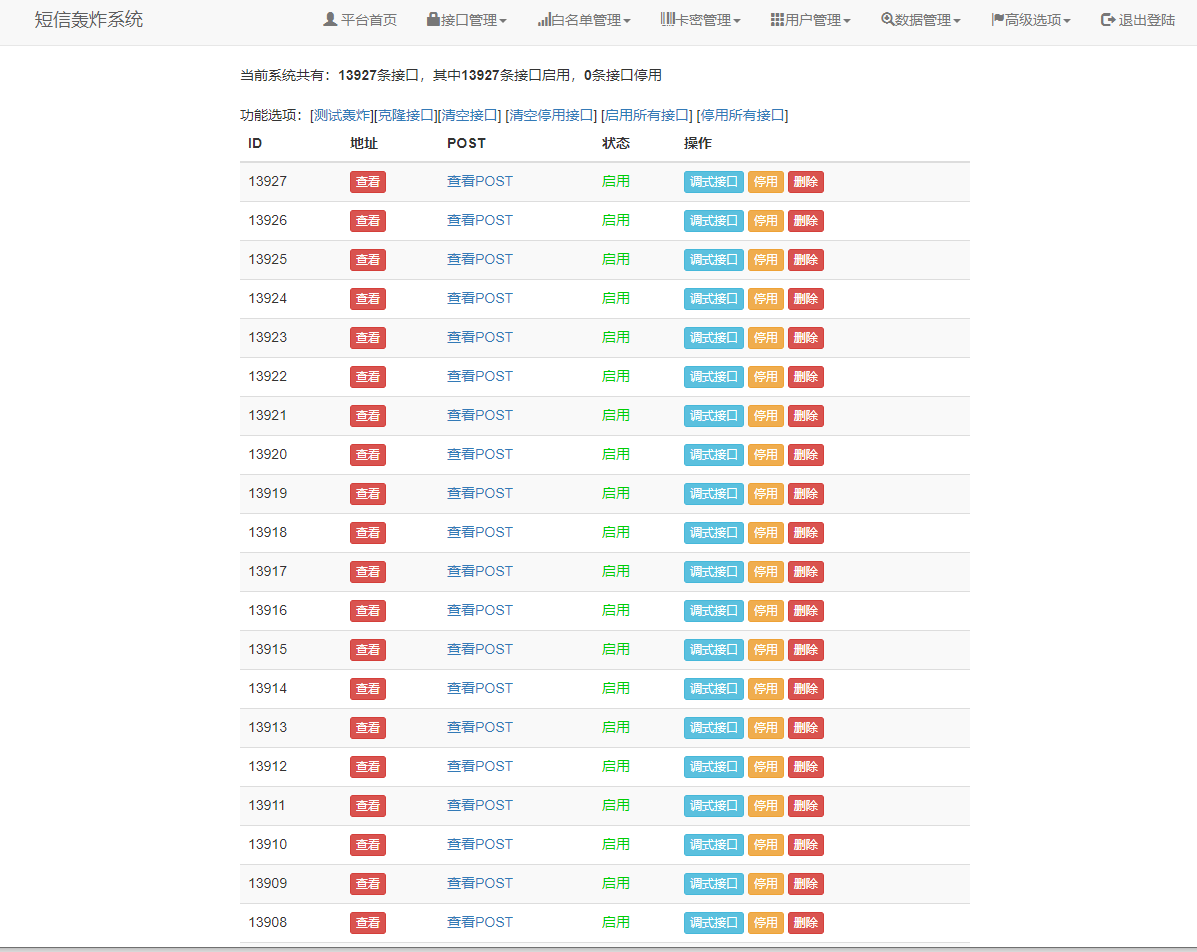 短信轰炸系统 平台首页 接口管理 白名单管理 卡密管理 用户管理 数据管理 高级选项 退出登陆
当前系统共有：13927条接口，其中13927条接口启用，0条接口停用
功能选项：[测试轰炸][克隆接口][清空接口] [清空停用接口] [启用所有接口] [停用所有接口]
ID 地址 POST 状态 操作
13927 查看 查看POST 启用 调式接口 停用 删除
13926 查看 查看POST 启用 调式接口 停用 删除
13925 查看 查看POST 启用 调式接口 停用 删除
13924 查看 查看POST 启用 调式接口 停用 删除
13923 查看 查看POST 启用 调式接口 停用 删除
13922 查看 查看POST 启用 调式接口 停用 删除
13921 查看 查看POST 启用 调式接口 停用 删除
13920 查看 查看POST 启用 调式接口 停用 删除
13919 查看 查看POST 启用 调式接口 停用 删除
13918 查看 查看POST 启用 调式接口 停用 删除
13917 查看 查看POST 启用 调式接口 停用 删除
13916 查看 查看POST 启用 调式接口 停用 删除
13915 查看 查看POST 启用 调式接口 停用 删除
13914 查看 查看POST 启用 调式接口 停用 删除
13913 查看 查看POST 启用 调式接口 停用 删除
13912 查看 查看POST 启用 调式接口 停用 删除
13911 查看 查看POST 启用 调式接口 停用 删除
13910 查看 查看POST 启用 调式接口 停用 删除
13909 查看 查看POST 启用 调式接口 停用 删除
13908 查看 查看POST 启用 调式接口 停用 删除